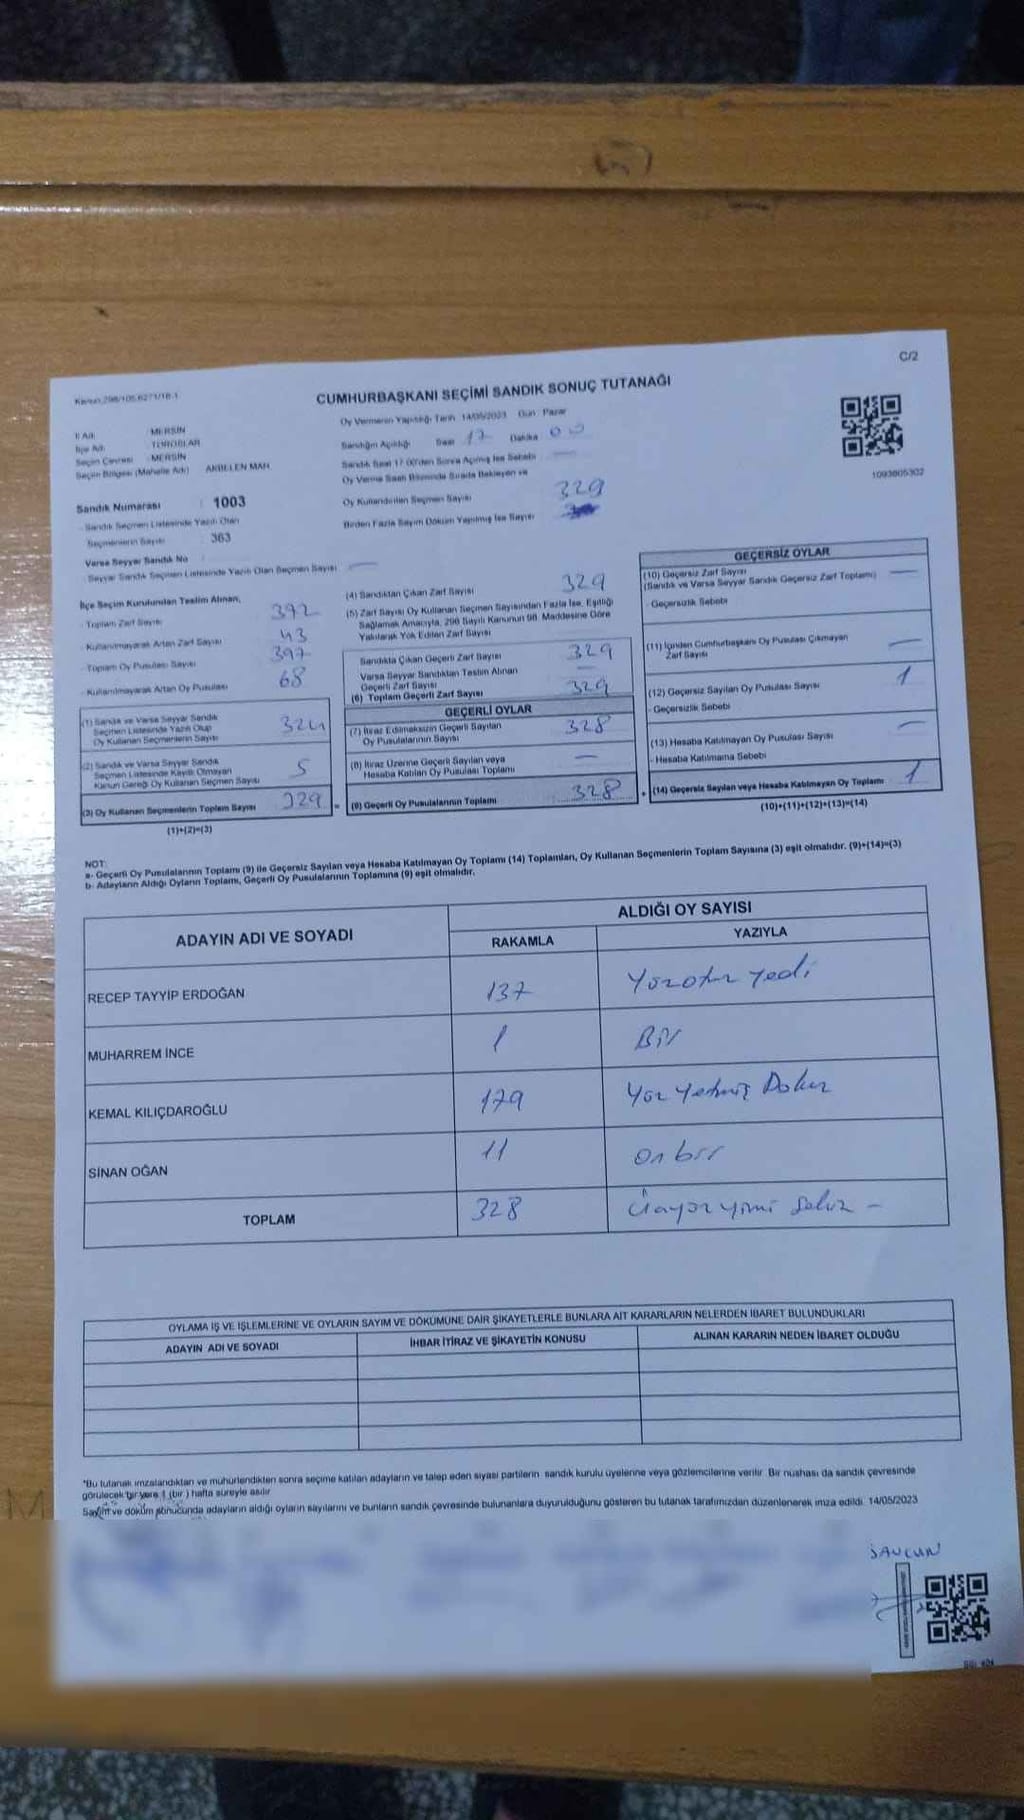 C/2
Kanun 298/105,6271/18-1
CUMHURBAŞKANI SEÇİMİ SANDIK SONUÇ TUTANAĞI
İl Adı : MERSİN
İlçe Adı : TOROSLAR
Seçim Çevresi : MERSİN
Seçim Bölgesi (Mahalle Adı) AKBELEN MAH
Sandık Numarası : 1003
- Sandık Seçmen Listesinde Yazılı Olan
Seçmenlerin Sayısı : 363
Varsa Seyyar Sandık No
- Seyyar Sandık Seçmen Listesinde Yazılı Olan Seçmen Sayısı
Oy Vermenin Yapıldığı Tarih 14/05/2023 Gün Pazar
Sandığın Açıldığı Saat 17 Dakika 00
Sandık Saat 17.00'den Sonra Açılmış İse Sebebi
Oy Verme Saati Bitiminde Sırada Bekleyen ve
Oy Kullandırılan Seçmen Sayısı 329
Birden Fazla Sayım Döküm Yapılmış İse Sayısı
1093805302
İlçe Seçim Kurulundan Teslim Alınan,
- Toplam Zarf Sayısı 392
- Kullanılmayarak Artan Zarf Sayısı 43
- Toplam Oy Pusulası Sayısı 397
- Kullanılmayarak Artan Oy Pusulası 68
(1) Sandık ve Varsa Seyyar Sandık
Seçmen Listesinde Yazılı Olup
Oy Kullanan Seçmenlerin Sayısı 324
(2) Sandık ve Varsa Seyyar Sandık
Seçmen Listesinde Kayıtlı Olmayan
Kanun Gereği Oy Kullanan Seçmen Sayısı 5
(3) Oy Kullanan Seçmenlerin Toplam Sayısı 329 =
(1)+(2)=(3)
(4) Sandıktan Çıkan Zarf Sayısı 329
(5) Zarf Sayısı Oy Kullanan Seçmen Sayısından Fazla İse, Eşitliği
Sağlamak Amacıyla, 298 Sayılı Kanunun 98. Maddesine Göre
Yakılarak Yok Edilen Zarf Sayısı
Sandıkta Çıkan Geçerli Zarf Sayısı 329
Varsa Seyyar Sandıktan Teslim Alınan
Geçerli Zarf Sayısı
(6) Toplam Geçerli Zarf Sayısı 329
GEÇERLİ OYLAR
(7) İtiraz Edilmeksizin Geçerli Sayılan
Oy Pusulalarının Sayısı 328
(8) İtiraz Üzerine Geçerli Sayılan veya
Hesaba Katılan Oy Pusulası Toplamı
(9) Geçerli Oy Pusulalarının Toplamı 328 +
GEÇERSİZ OYLAR
(10) Geçersiz Zarf Sayısı
(Sandık ve Varsa Seyyar Sandık Geçersiz Zarf Toplamı)
- Geçersizlik Sebebi
(11) İçinden Cumhurbaşkanı Oy Pusulası Çıkmayan
Zarf Sayısı
(12) Geçersiz Sayılan Oy Pusulası Sayısı 1
- Geçersizlik Sebebi
(13) Hesaba Katılmayan Oy Pusulası Sayısı
- Hesaba Katılmama Sebebi
(14) Geçersiz Sayılan veya Hesaba Katılmayan Oy Toplamı 1
(10)+(11)+(12)+(13)=(14)
NOT:
a- Geçerli Oy Pusulalarının Toplamı (9) ile Geçersiz Sayılan veya Hesaba Katılmayan Oy Toplamı (14) Toplamları, Oy Kullanan Seçmenlerin Toplam Sayısına (3) eşit olmalıdır. (9)+(14)=(3)
b- Adayların Aldığı Oyların Toplamı, Geçerli Oy Pusulalarının Toplamına (9) eşit olmalıdır.
ADAYIN ADI VE SOYADI
ALDIĞI OY SAYISI
RAKAMLA YAZIYLA
RECEP TAYYİP ERDOĞAN 137 Yüzotuz yedi
MUHARREM İNCE 1 Bir
KEMAL KILIÇDAROĞLU 179 Yüz yetmiş Dokuz
SİNAN OĞAN 11 on bir
TOPLAM 328 Üçyüz yirmi sekiz -
OYLAMA İŞ VE İŞLEMLERİNE VE OYLARIN SAYIM VE DÖKÜMÜNE DAİR ŞİKAYETLERLE BUNLARA AİT KARARLARIN NELERDEN İBARET BULUNDUKLARI
ADAYIN ADI VE SOYADI İHBAR İTİRAZ VE ŞİKAYETİN KONUSU ALINAN KARARIN NEDEN İBARET OLDUĞU
*Bu tutanak imzalandıktan ve mühürlendikten sonra seçime katılan adayların ve talep eden siyasi partilerin sandık kurulu üyelerine veya gözlemcilerine verilir. Bir nüshası da sandık çevresinde
görülecek bir yere 1 (bir) hafta süreyle asılır
Sayım ve döküm sonucunda adayların aldığı oyların sayılarını ve bunların sandık çevresinde bulunanlara duyurulduğunu gösteren bu tutanak tarafımızdan düzenlenerek imza edildi. 14/05/2023